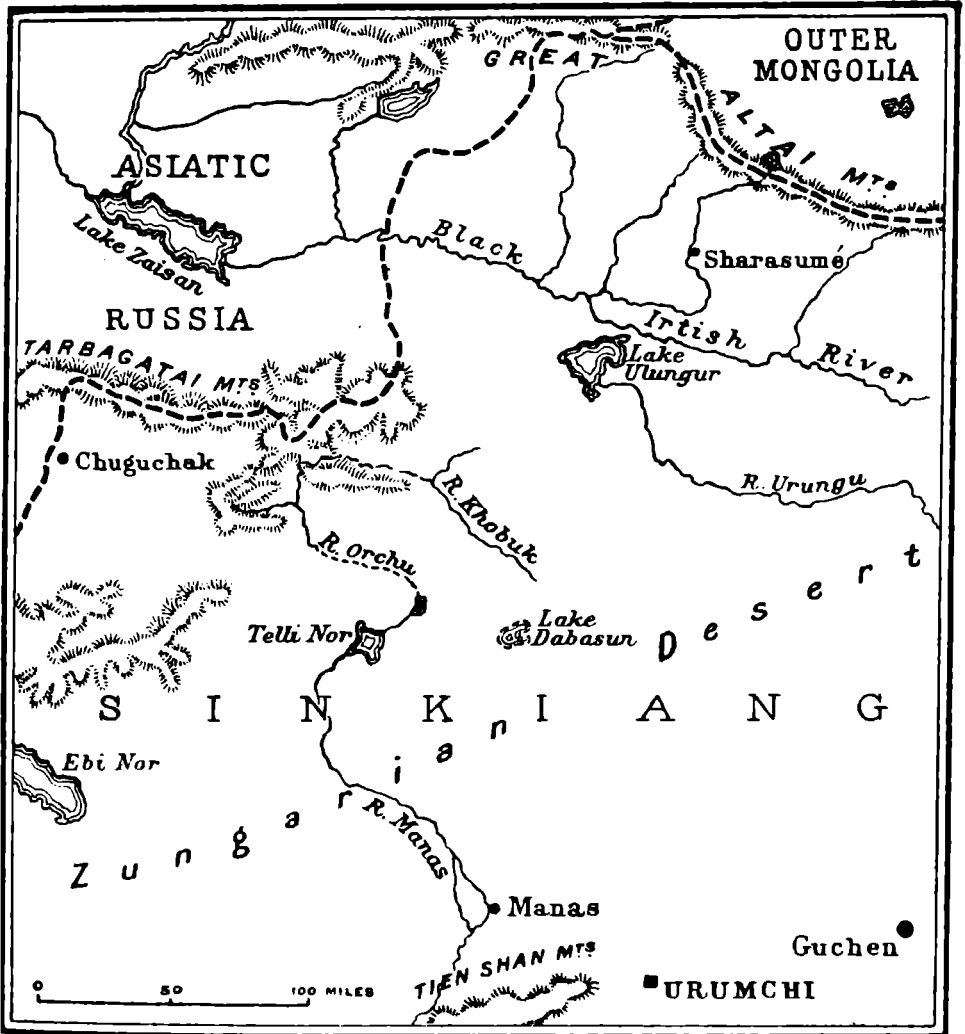 OUTER
MONGOLIA
GREAT
ALTAI Mᵀˢ
ASIATIC
Lake Zaisan
Black
Sharasumé
RUSSIA
Irtish
River
TARBAGATAI Mᵀˢ
Lake
Ulungur
Chuguchak
R. Urungu
R. Khobuk
R. Orchu
Telli Nor
Lake
Dabasun
SINKIANG
Ebi Nor
Zungarian Desert
R. Manas
Manas
Guchen
TIEN SHAN Mᵀˢ
URUMCHI
0 50 100 MILES